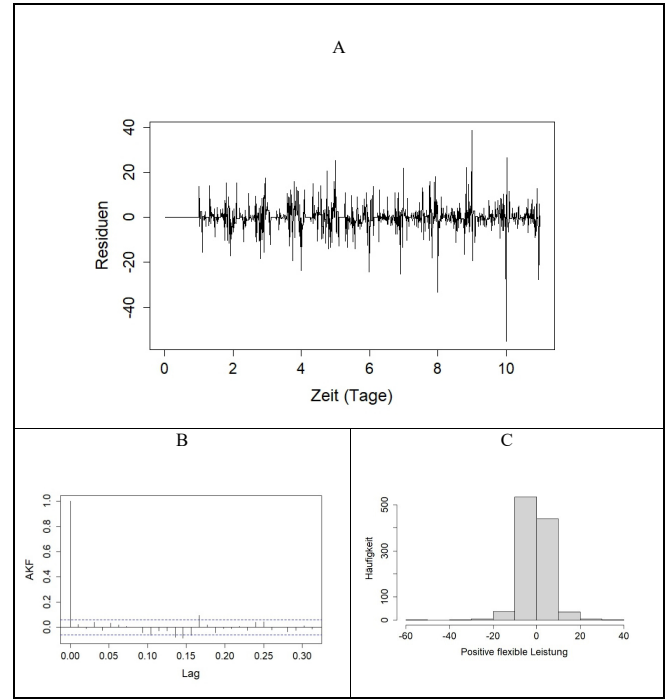 A
Residuen
40
20
0
-20
-40
0 2 4 6 8 10
Zeit (Tage)
B
AKF
1.0
0.8
0.6
0.4
0.2
0.0
0.00 0.05 0.10 0.15 0.20 0.25 0.30
Lag
C
Häufigkeit
500
300
100
0
-60 -40 -20 0 20 40
Positive flexible Leistung